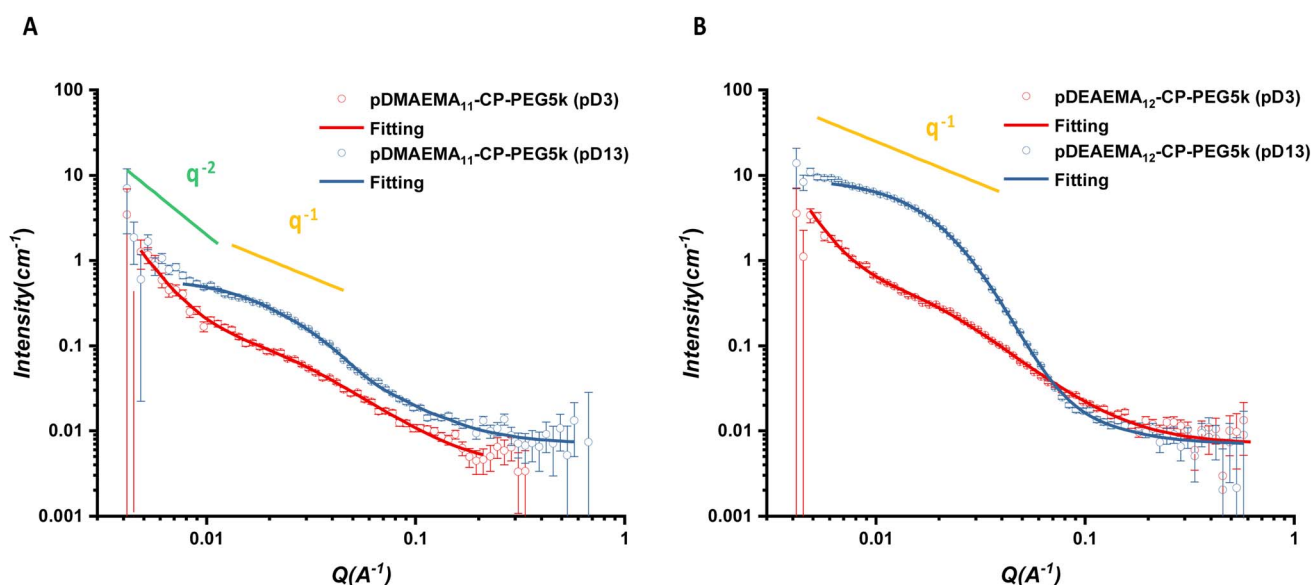 A
pDMAEMA₁₁-CP-PEG5k (pD3)
Fitting
pDMAEMA₁₁-CP-PEG5k (pD13)
Fitting
q⁻²
q⁻¹
100
10
1
0.1
0.01
0.001
Intensity(cm⁻¹)
0.01
0.1
1
Q(A⁻¹)
B
pDEAEMA₁₂-CP-PEG5k (pD3)
Fitting
pDEAEMA₁₂-CP-PEG5k (pD13)
Fitting
q⁻¹
100
10
1
0.1
0.01
0.001
Intensity(cm⁻¹)
0.01
0.1
1
Q(A⁻¹)